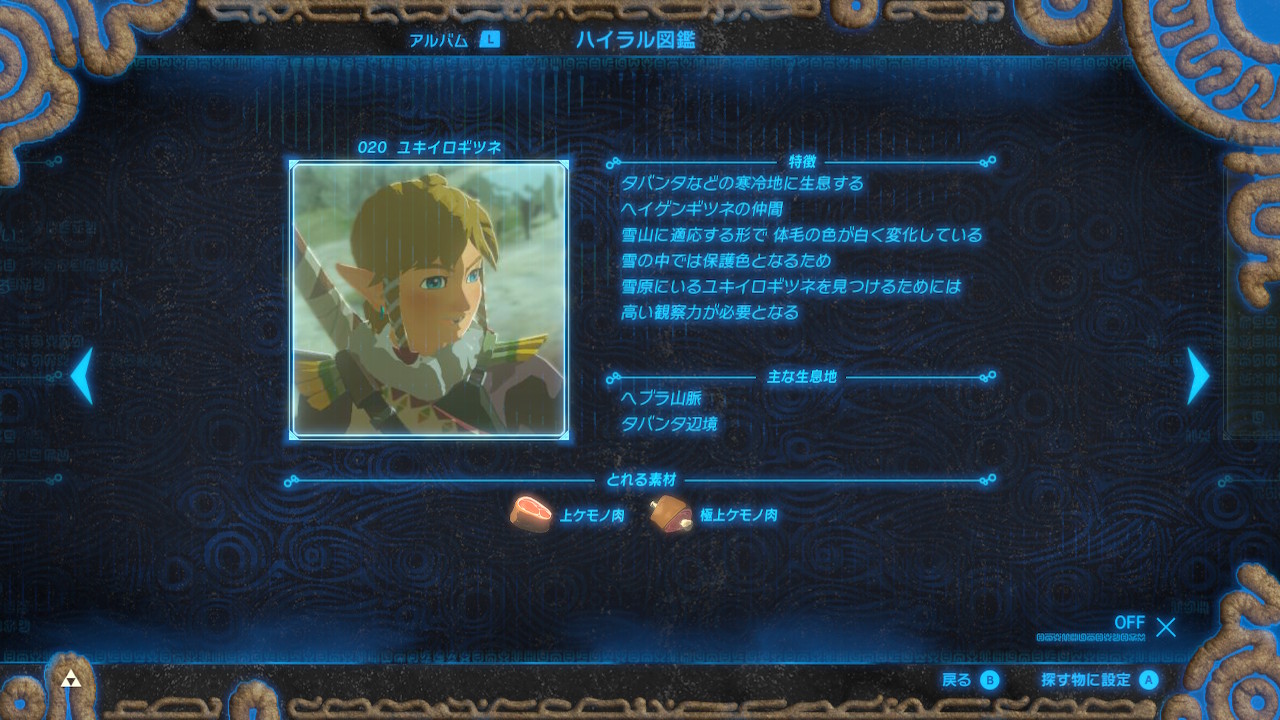 アルバム L
ハイラル図鑑
020 ユキイロギツネ
特徴
タバンタなどの寒冷地に生息する
ヘイゲンギツネの仲間
雪山に適応する形で 体毛の色が白く変化している
雪の中では保護色となるため
雪原にいるユキイロギツネを見つけるためには
高い観察力が必要となる
主な生息地
ヘブラ山脈
タバンタ辺境
とれる素材
上ケモノ肉
極上ケモノ肉
OFF
戻る B
探す物に設定 A